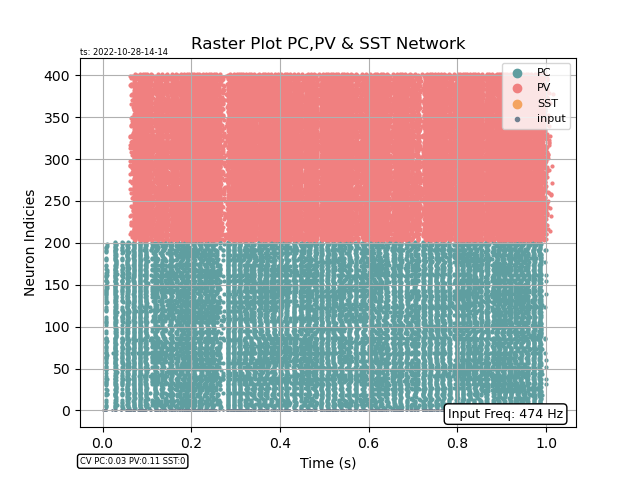 Raster Plot PC,PV & SST Network
ts: 2022-10-28-14-14
PC
PV
SST
input
400
350
300
250
200
150
100
50
0
Neuron Indicies
Input Freq: 474 Hz
0.0 0.2 0.4 0.6 0.8 1.0
Time (s)
CV PC:0.03 PV:0.11 SST:0